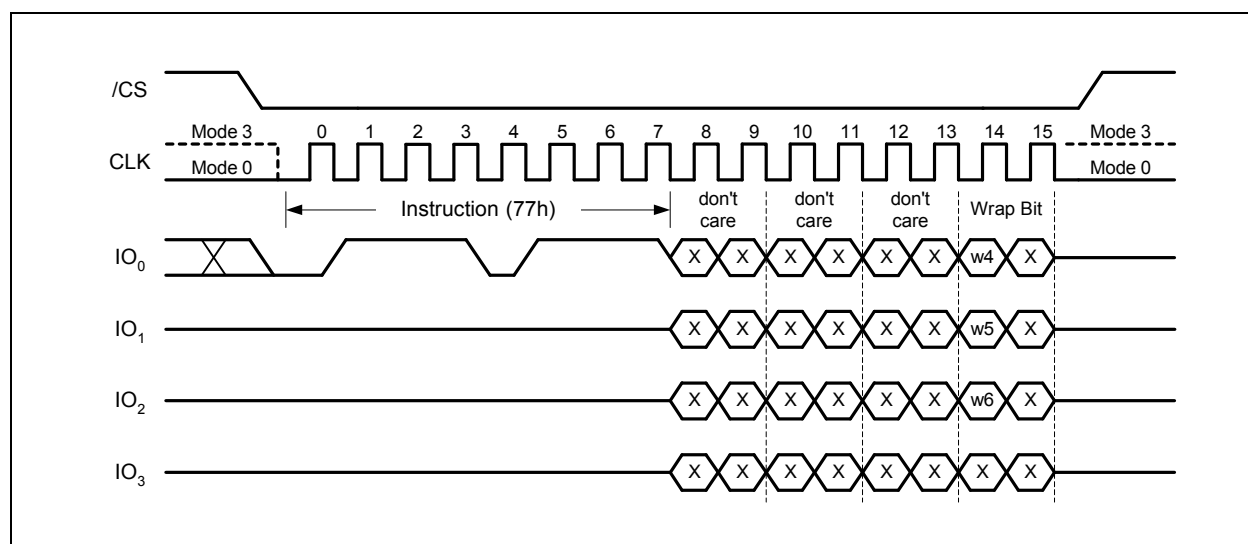 /CS
Mode 3 0 1 2 3 4 5 6 7 8 9 10 11 12 13 14 15 Mode 3
CLK Mode 0 Mode 0
Instruction (77h) don't care don't care don't care Wrap Bit
IO0 X X X X X X w4 X
IO1 X X X X X X w5 X
IO2 X X X X X X w6 X
IO3 X X X X X X X X